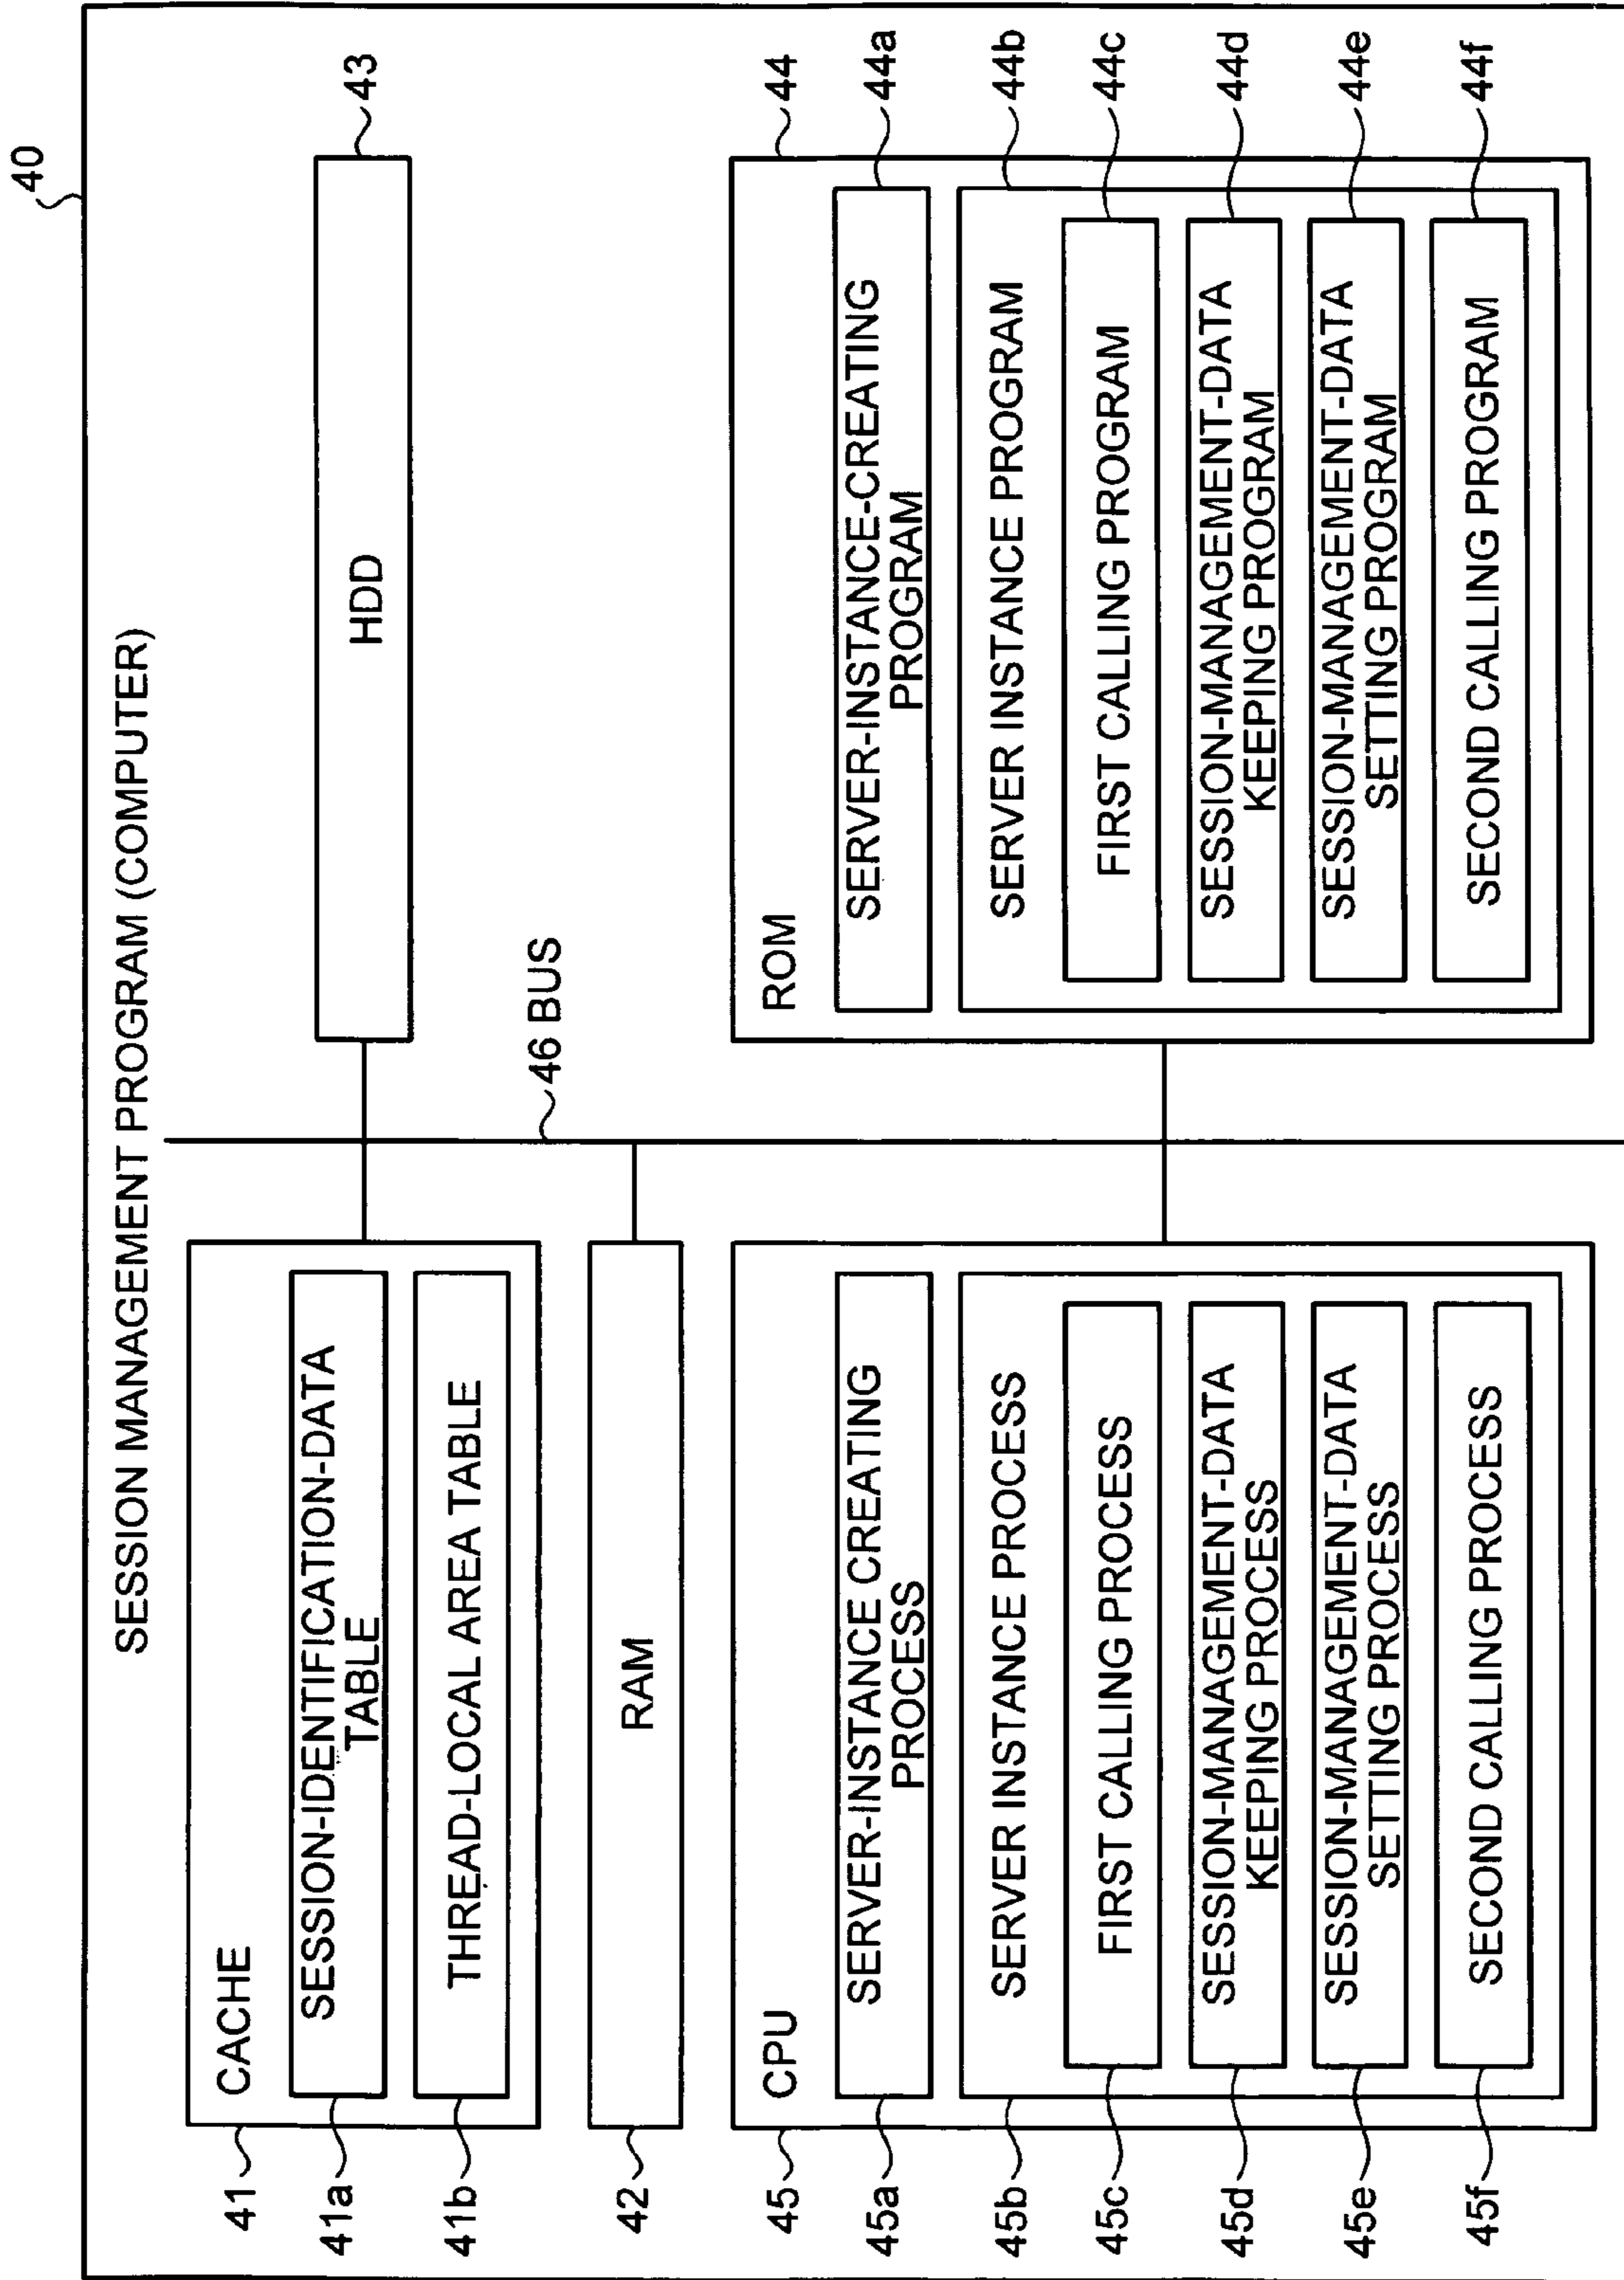 40
SESSION MANAGEMENT PROGRAM (COMPUTER)
41
CACHE
41a
SESSION-IDENTIFICATION-DATA
TABLE
41b
THREAD-LOCAL AREA TABLE
HDD
43
46 BUS
42
RAM
45
CPU
45a
SERVER-INSTANCE CREATING
PROCESS
45b
SERVER INSTANCE PROCESS
45c
FIRST CALLING PROCESS
45d
SESSION-MANAGEMENT-DATA
KEEPING PROCESS
45e
SESSION-MANAGEMENT-DATA
SETTING PROCESS
45f
SECOND CALLING PROCESS
ROM
44
SERVER-INSTANCE-CREATING
PROGRAM
44a
SERVER INSTANCE PROGRAM
44b
FIRST CALLING PROGRAM
44c
SESSION-MANAGEMENT-DATA
KEEPING PROGRAM
44d
SESSION-MANAGEMENT-DATA
SETTING PROGRAM
44e
SECOND CALLING PROGRAM
44f